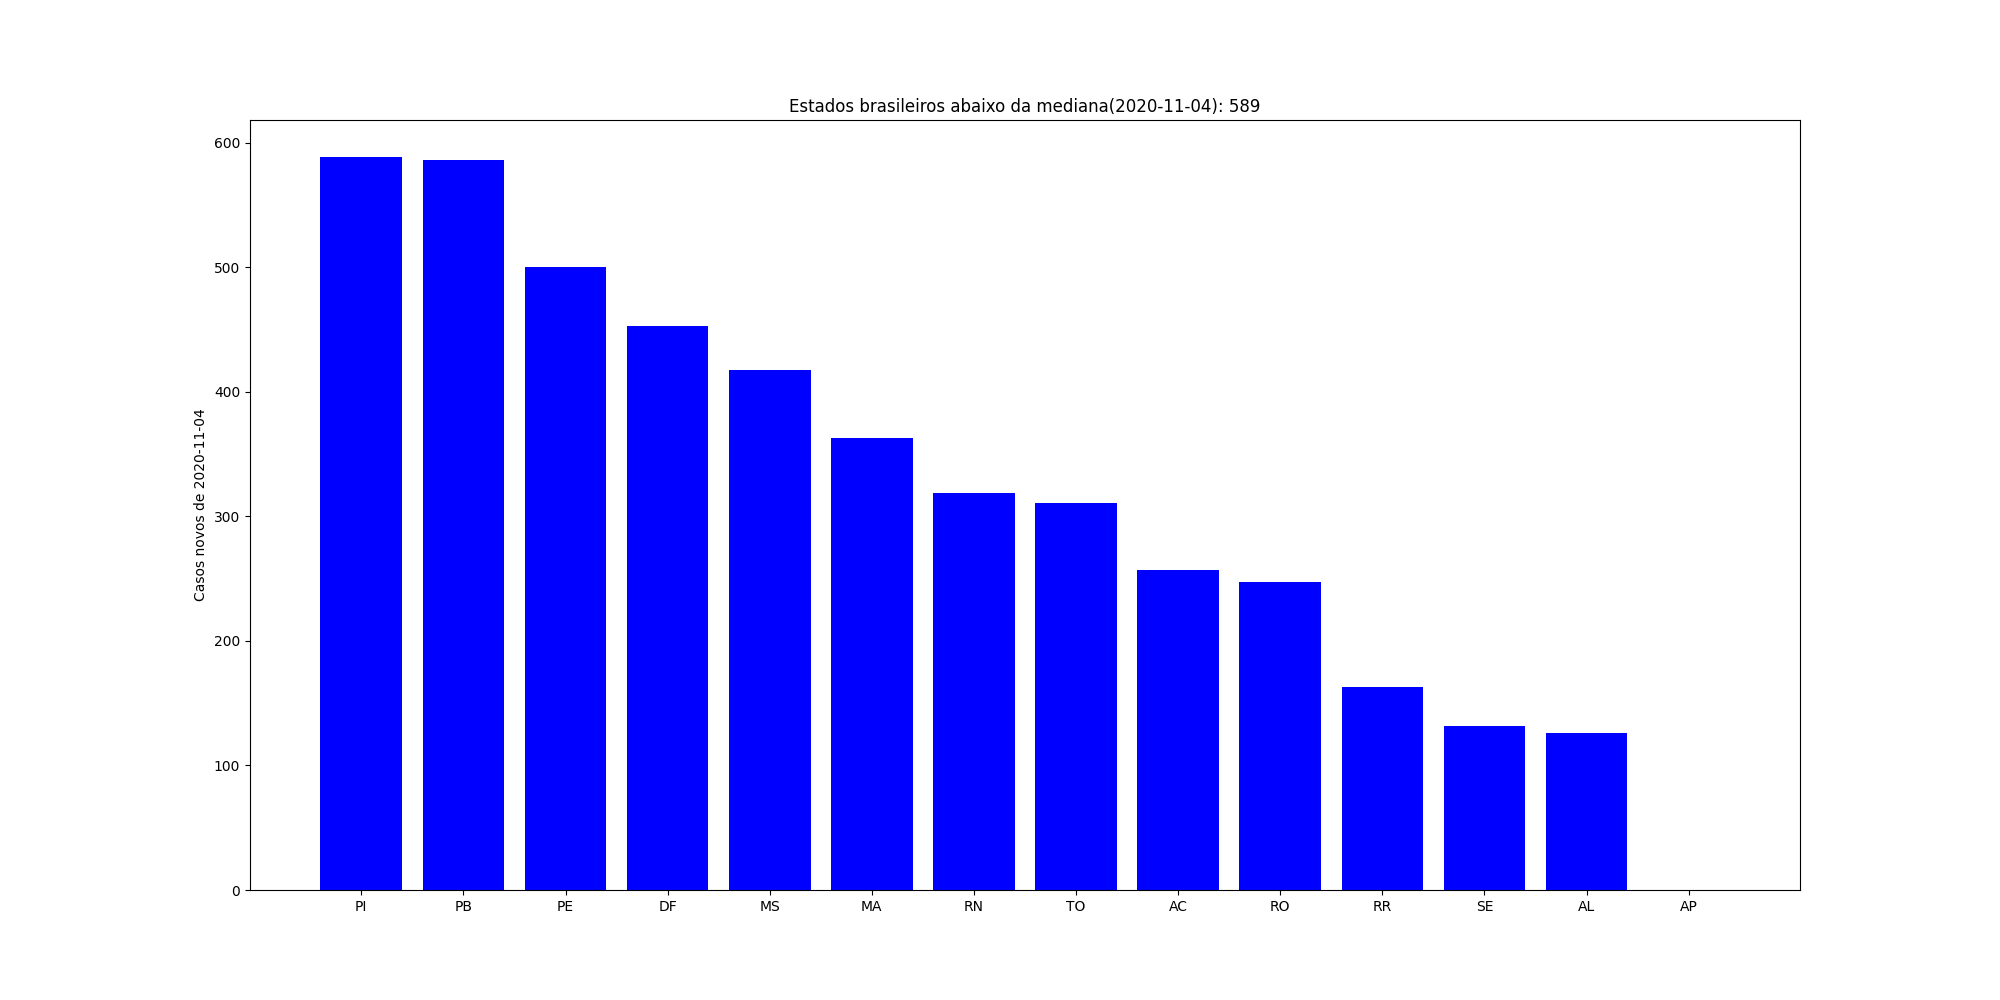 Estados brasileiros abaixo da mediana(2020-11-04): 589
Casos novos de 2020-11-04
600
500
400
300
200
100
0
PI PB PE DF MS MA RN TO AC RO RR SE AL AP